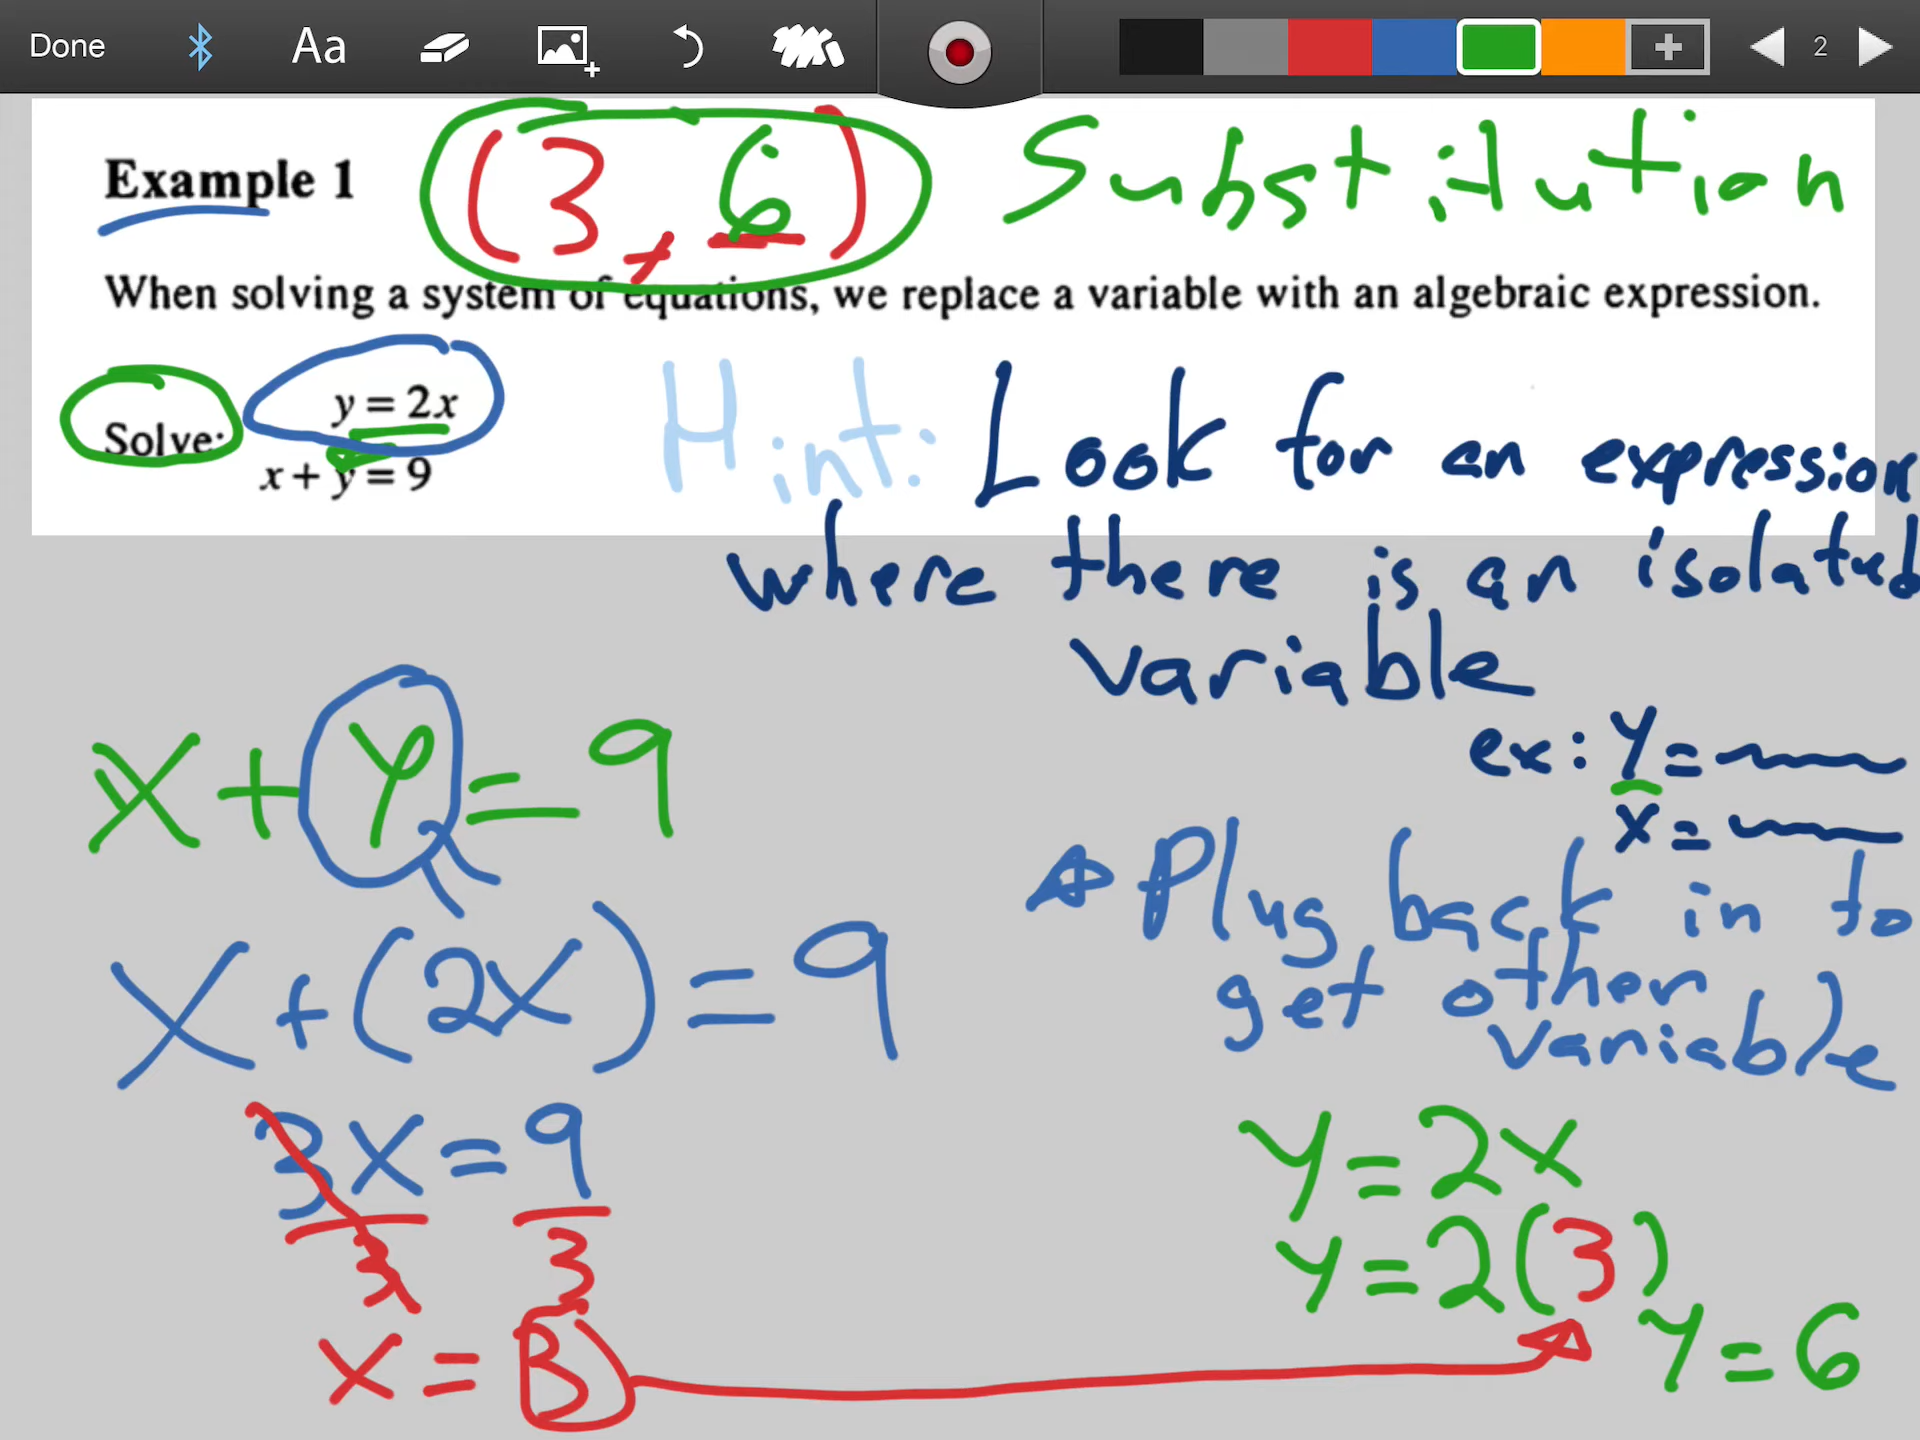 Done Aa 2
Example 1 (3, 6) Substitution
When solving a system of equations, we replace a variable with an algebraic expression.
Solve: y = 2x
x + y = 9
Hint: Look for an expression
where there is an isolated
variable
ex: y =
x =
x + y = 9
x + (2x) = 9
3x = 9
3 3
x = 3
Plug back in to
get other
variable
y = 2x
y = 2(3)
y = 6